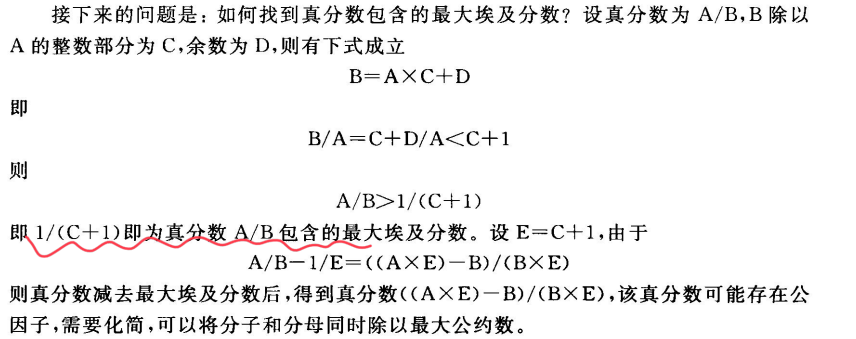 接下来的问题是：如何找到真分数包含的最大埃及分数？设真分数为 A/B，B 除以
A 的整数部分为 C，余数为 D，则有下式成立
B＝A×C＋D
即
B/A＝C＋D/A＜C＋1
则
A/B＞1/(C＋1)
即 1/(C＋1)即为真分数 A/B 包含的最大埃及分数。设 E＝C＋1，由于
A/B－1/E＝((A×E)－B)/(B×E)
则真分数减去最大埃及分数后，得到真分数((A×E)－B)/(B×E)，该真分数可能存在公
因子，需要化简，可以将分子和分母同时除以最大公约数。